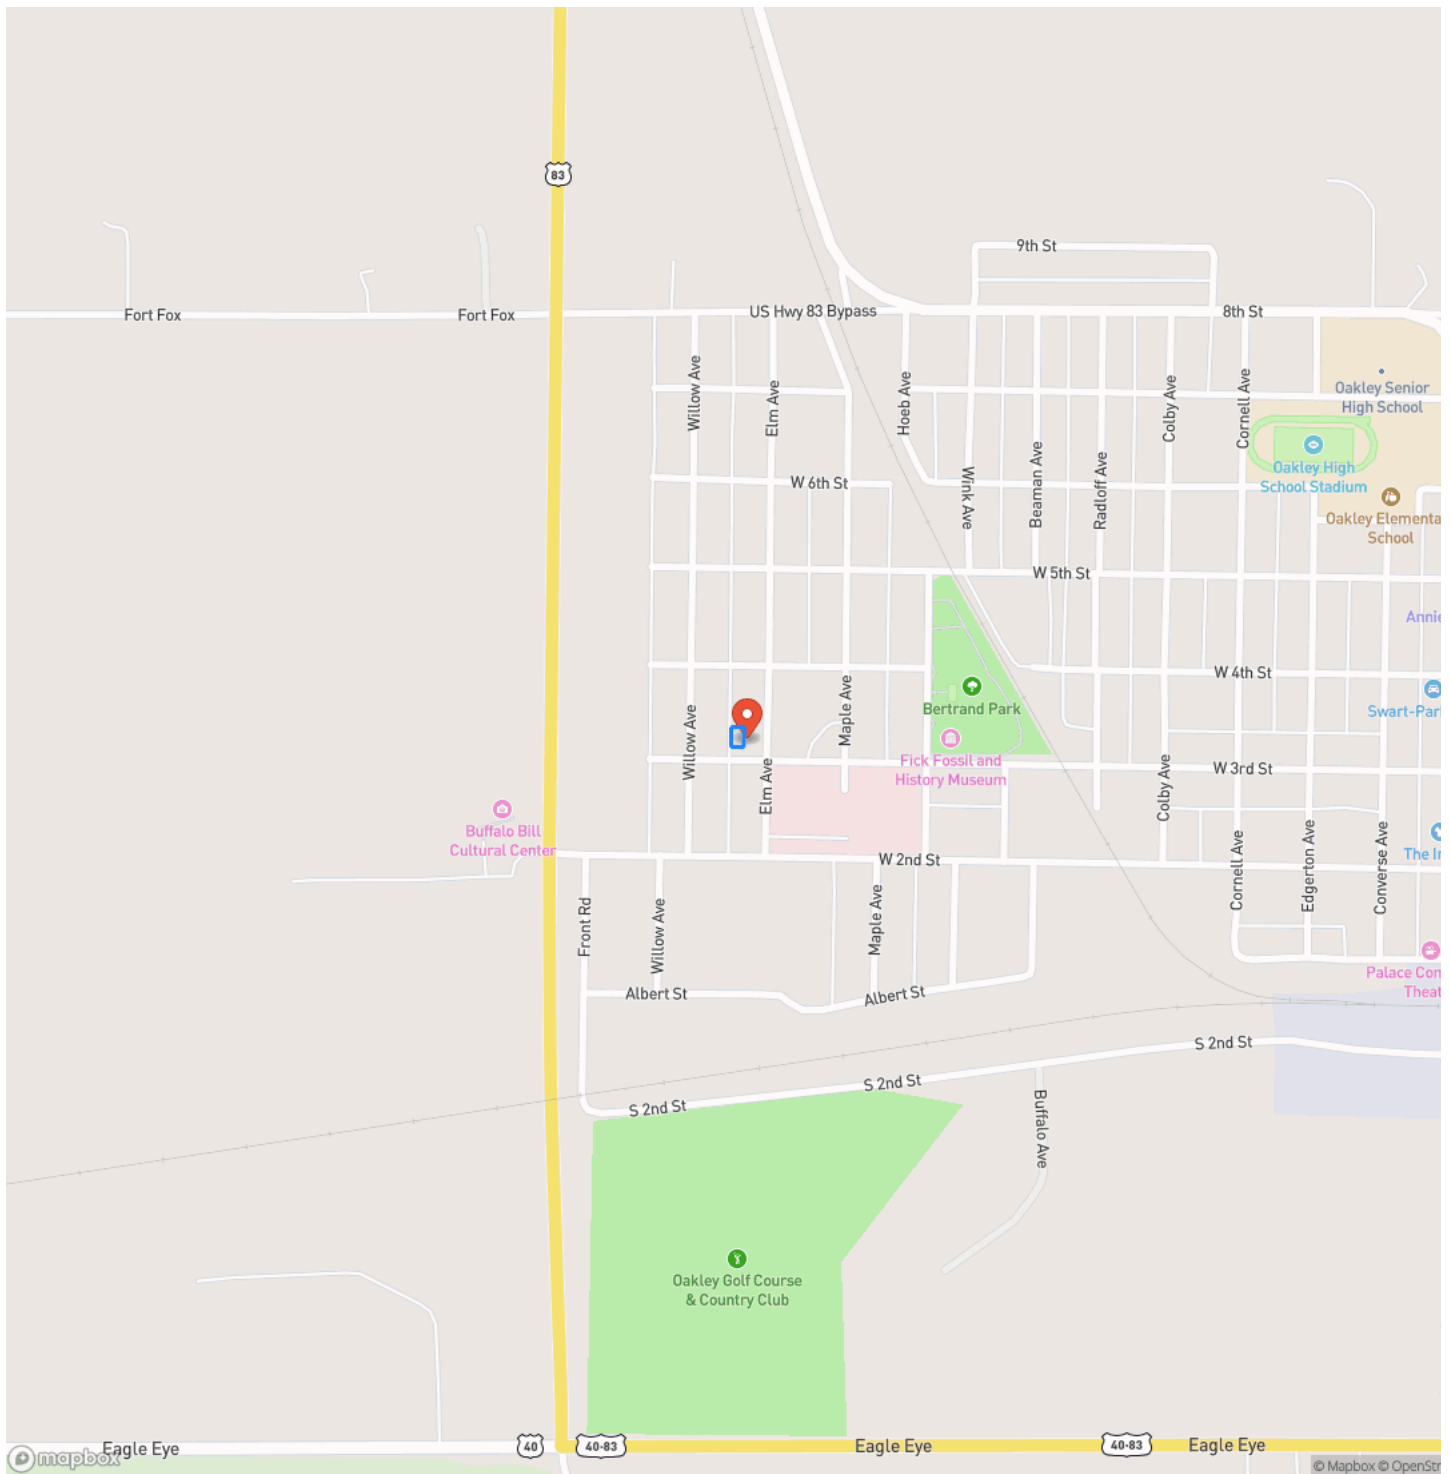 83
9th St
Fort Fox
Fort Fox
US Hwy 83 Bypass
8th St
Willow Ave
Elm Ave
Hoeb Ave
Colby Ave
Cornell Ave
Oakley Senior
High School
Wink Ave
Beaman Ave
Radloff Ave
Oakley High
School Stadium
W 6th St
Oakley Elementa
School
W 5th St
Annie
W 4th St
Maple Ave
Willow Ave
Bertrand Park
Swart-Par
Fick Fossil and
History Museum
W 3rd St
Elm Ave
Colby Ave
Buffalo Bill
Cultural Center
W 2nd St
The In
Cornell Ave
Edgerton Ave
Converse Ave
Front Rd
Willow Ave
Maple Ave
Palace Con
Theat
Albert St
Albert St
S 2nd St
S 2nd St
S 2nd St
Buffalo Ave
Oakley Golf Course
& Country Club
mapbox
Eagle Eye
40
40-83
Eagle Eye
40-83
Eagle Eye
© Mapbox © OpenStr